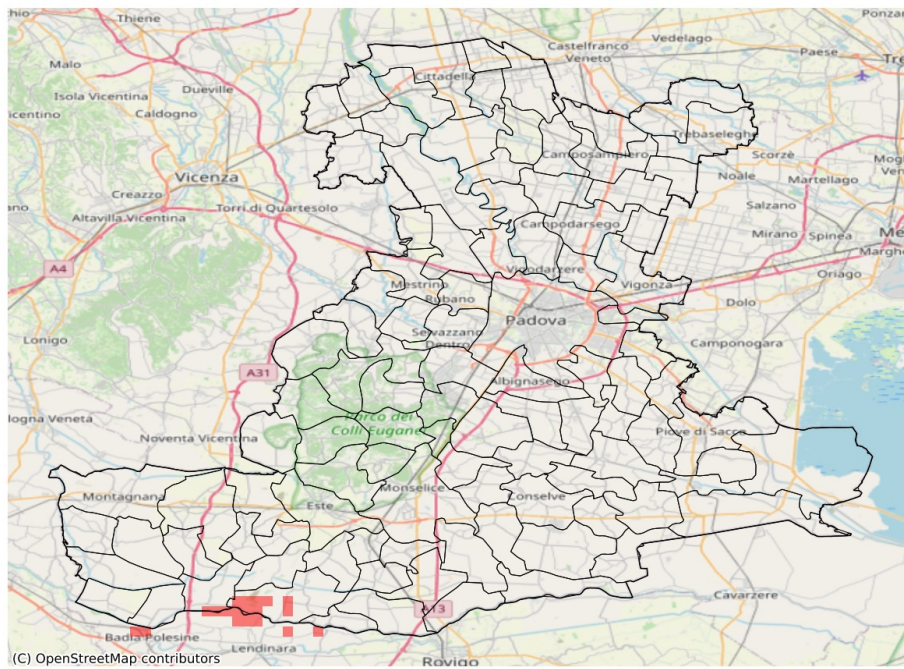 Thiene
Ponzan
Vedelago
Castelfranco
Veneto
Paese
Tre
Malo
Cittadella
Dueville
Isola Vicentina
icentino
Caldogno
Trebaseleghe
Camposampiero
Scorzè
Vicenza
Noale
Martellago
Creazzo
Salzano
Altavilla Vicentina
Torri di Quartesolo
Campodarsego
Mirano
Spinea
Me
Marghe
A4
Vigodarzere
Oriago
Mestrino
Vigonza
Rubano
Dolo
Padova
Selvazzano
Dentro
Lonigo
Camponogara
A31
Albignasego
Parco dei
Colli Euganei
logna Veneta
Noventa Vicentina
Piove di Sacco
Monselice
Montagnana
Conselve
Este
Cavarzere
A13
Badia Polesine
Lendinara
(C) OpenStreetMap contributors
Rovigo